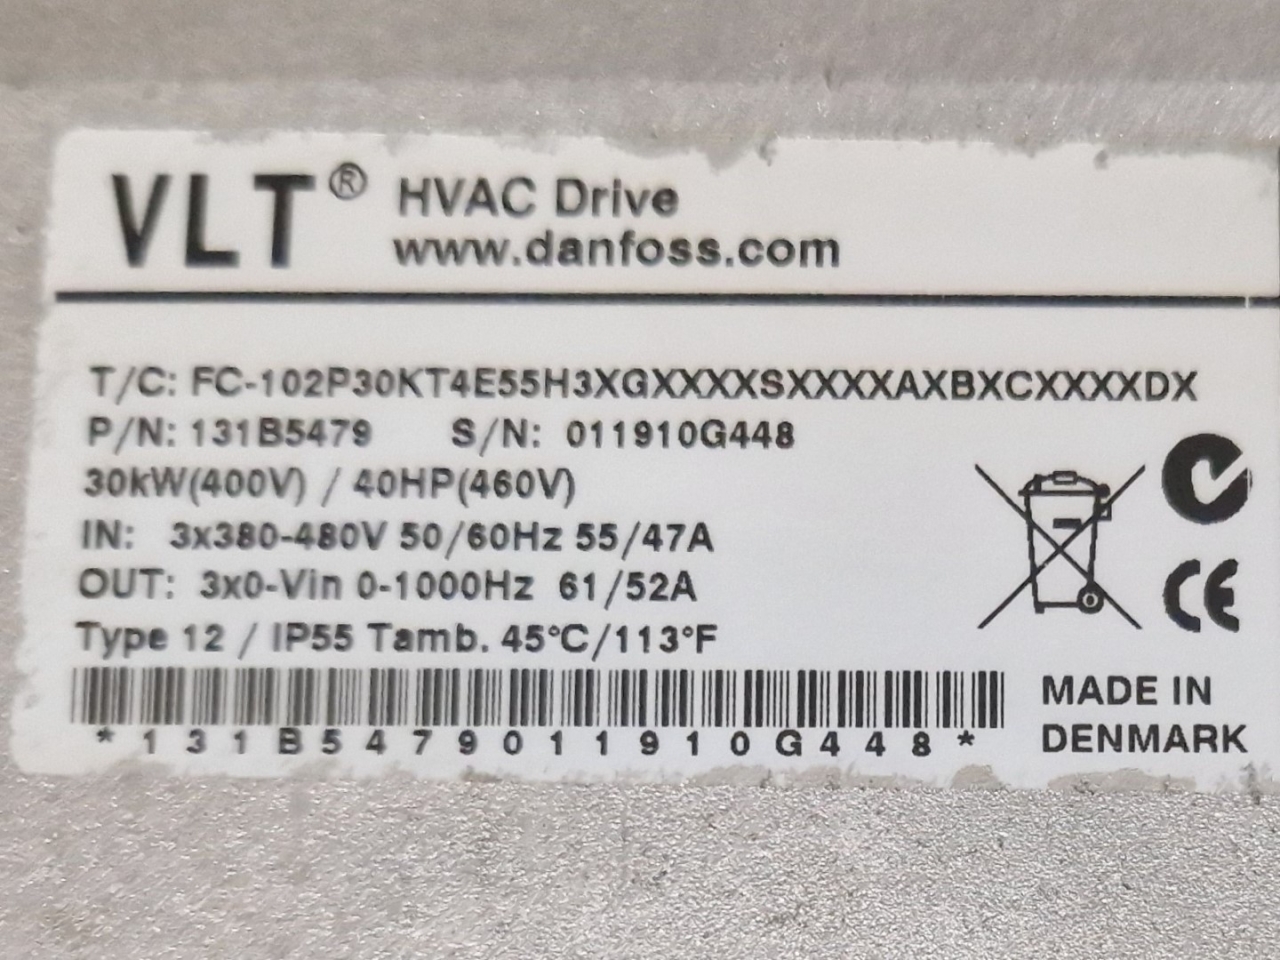 VLT® HVAC Drive
www.danfoss.com
T/C: FC-102P30KT4E55H3XGXXXXSXXXXAXBXCXXXXDX
P/N: 131B5479 S/N: 011910G448
30kW(400V) / 40HP(460V)
IN: 3x380-480V 50/60Hz 55/47A
OUT: 3x0-Vin 0-1000Hz 61/52A
Type 12 / IP55 Tamb. 45°C/113°F
*131B5479011910G448*
CE
MADE IN
DENMARK